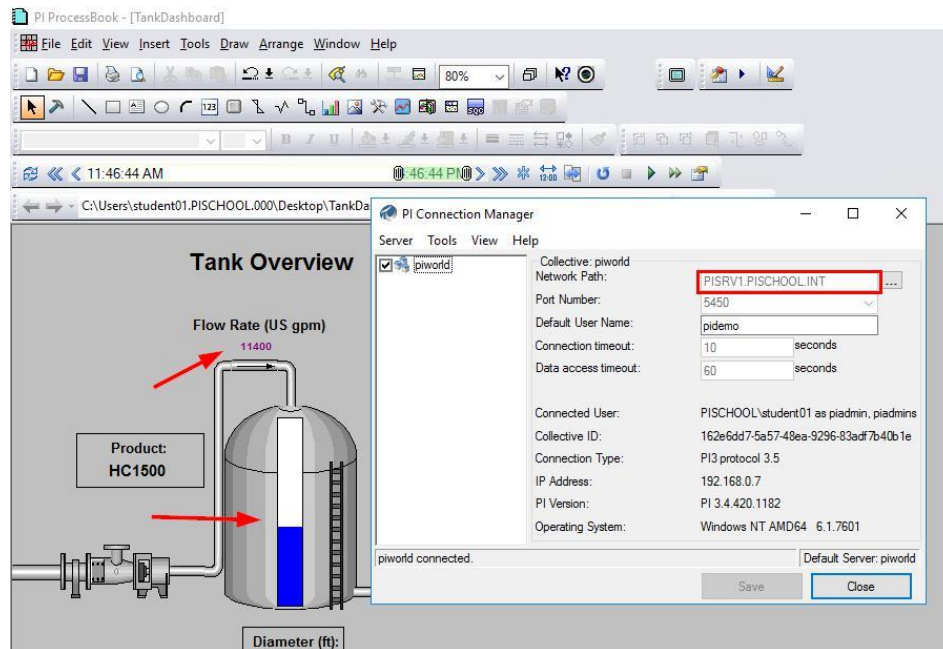 PI ProcessBook - [TankDashboard]
File Edit View Insert Tools Draw Arrange Window Help
80%
123
B I U
11:46:44 AM
:46:44 PM
12:00
C:\Users\student01.PISCHOOL.000\Desktop\TankDa
PI Connection Manager
Server Tools View Help
piworld
Collective: piworld
Network Path: PISRV1.PISCHOOL.INT ...
Port Number: 5450
Default User Name: pidemo
Connection timeout: 10 seconds
Data access timeout: 60 seconds
Connected User: PISCHOOL\student01 as piadmin, piadmins
Collective ID: 162e6dd7-5a57-48ea-9296-83adf7b40b1e
Connection Type: PI3 protocol 3.5
IP Address: 192.168.0.7
PI Version: PI 3.4.420.1182
Operating System: Windows NT AMD64 6.1.7601
piworld connected. Default Server: piworld
Save Close
Tank Overview
Flow Rate (US gpm)
11400
Product:
HC1500
Diameter (ft):